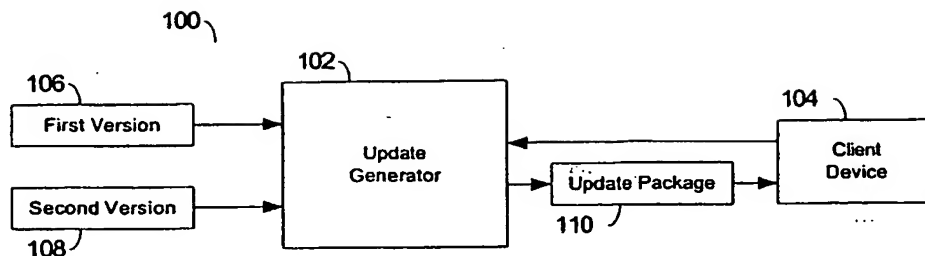 100
106
First Version
102
Update
Generator
104
Client
Device
Second Version
108
Update Package
110
...